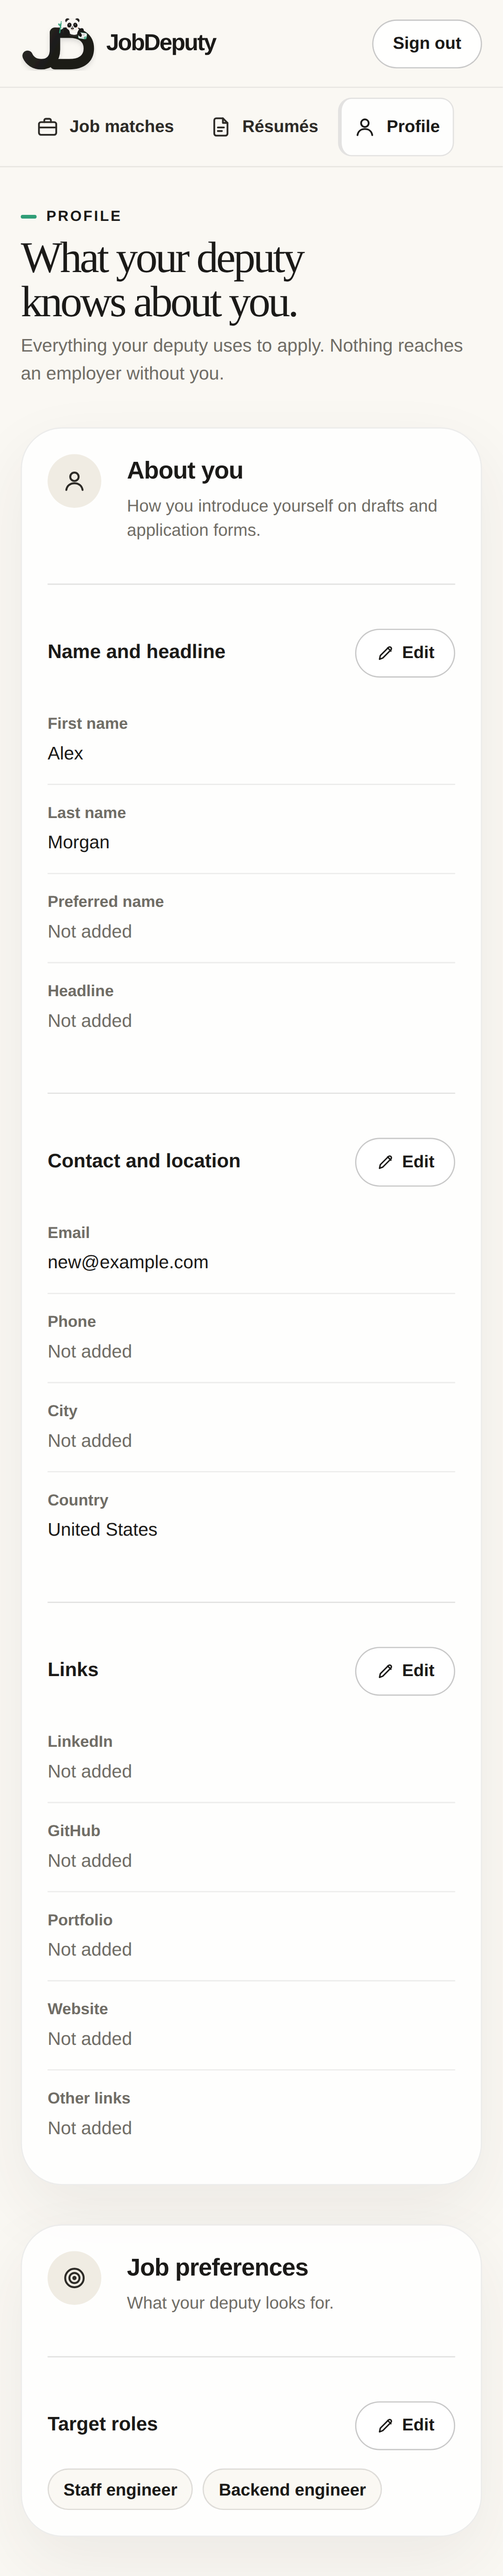 JobDeputy
Sign out
Job matches
Résumés
Profile
PROFILE
What your deputy
knows about you.
Everything your deputy uses to apply. Nothing reaches
an employer without you.
About you
How you introduce yourself on drafts and
application forms.
Name and headline
Edit
First name
Alex
Last name
Morgan
Preferred name
Not added
Headline
Not added
Contact and location
Edit
Email
new@example.com
Phone
Not added
City
Not added
Country
United States
Links
Edit
LinkedIn
Not added
GitHub
Not added
Portfolio
Not added
Website
Not added
Other links
Not added
Job preferences
What your deputy looks for.
Target roles
Edit
Staff engineer
Backend engineer